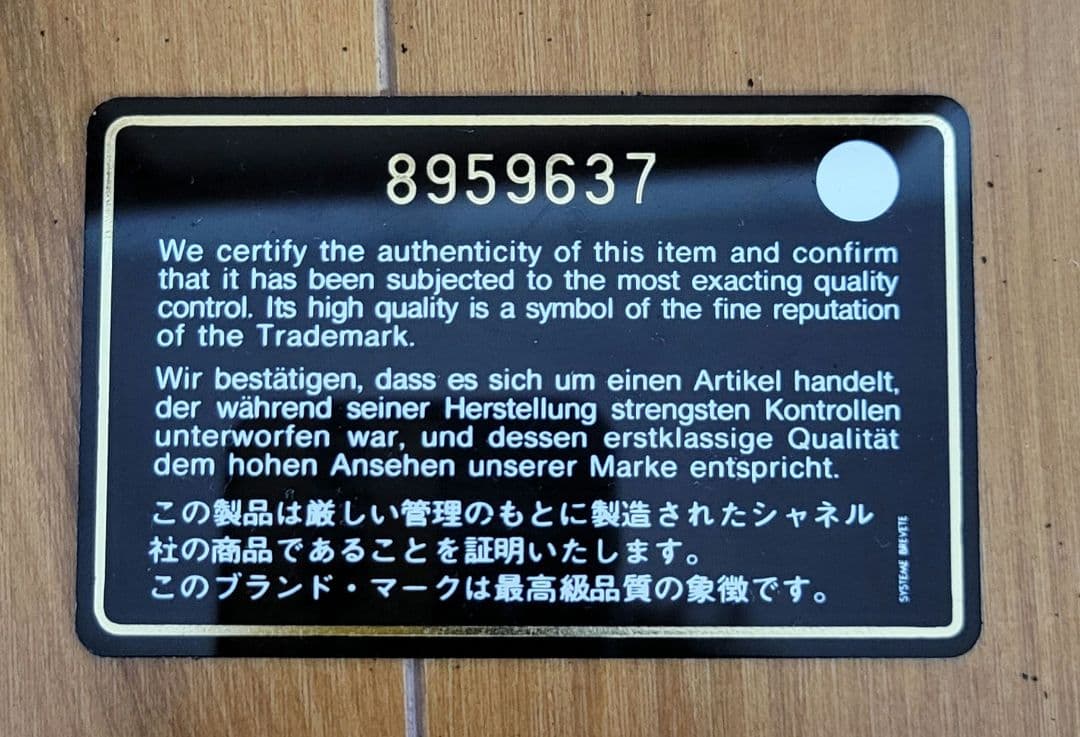 8959637
We certify the authenticity of this item and confirm
that it has been subjected to the most exacting quality
control. Its high quality is a symbol of the fine reputation
of the Trademark.
Wir bestätigen, dass es sich um einen Artikel handelt,
der während seiner Herstellung strengsten Kontrollen
unterworfen war, und dessen erstklassige Qualität
dem hohen Ansehen unserer Marke entspricht.
この製品は厳しい管理のもとに製造されたシャネル
社の商品であることを証明いたします。
このブランド・マークは最高級品質の象徴です。
SYSTEME BREVETE